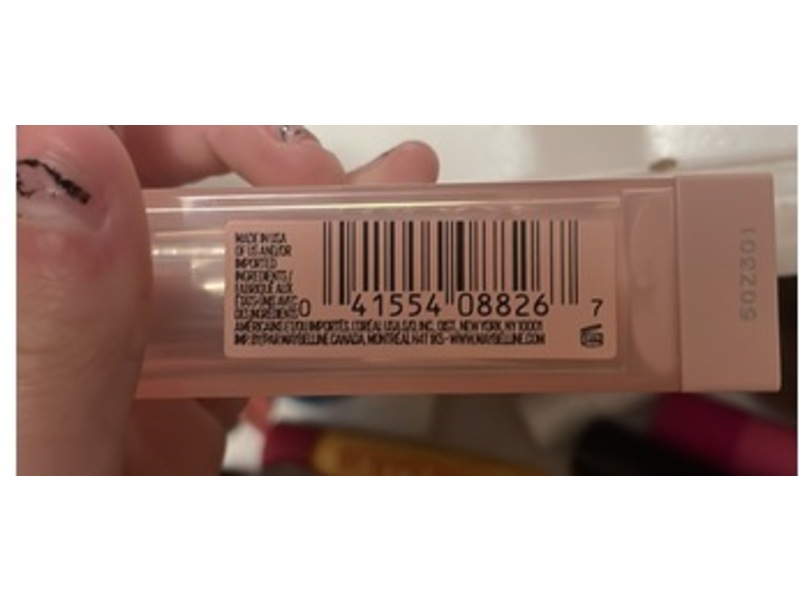 MADE IN USA
OF US AND/OR
IMPORTED
INGREDIENTS /
FABRIQUÉ AUX
ÉTATS-UNIS AVEC
DES INGRÉDIENTS
AMÉRICAINS ET/OU IMPORTÉS. L'ORÉAL USA S/D, INC., DIST., NEW YORK, NY 10001
IMP. BY/PAR MAYBELLINE CANADA, MONTRÉAL H4T 1K5 - WWW.MAYBELLINE.COM
0 41554 08826 7
50Z301